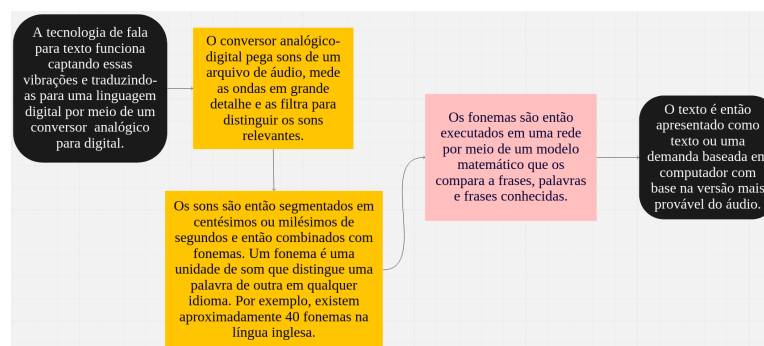 A tecnologia de fala
para texto funciona
captando essas
vibrações e traduzindo-
as para uma linguagem
digital por meio de um
conversor analógico
para digital.
O conversor analógico-
digital pega sons de um
arquivo de áudio, mede
as ondas em grande
detalhe e as filtra para
distinguir os sons
relevantes.
Os sons são então segmentados em
centésimos ou milésimos de
segundos e então combinados com
fonemas. Um fonema é uma
unidade de som que distingue uma
palavra de outra em qualquer
idioma. Por exemplo, existem
aproximadamente 40 fonemas na
língua inglesa.
Os fonemas são então
executados em uma rede
por meio de um modelo
matemático que os
compara a frases, palavras
e frases conhecidas.
O texto é então
apresentado como
texto ou uma
demanda baseada em
computador com
base na versão mais
provável do áudio.